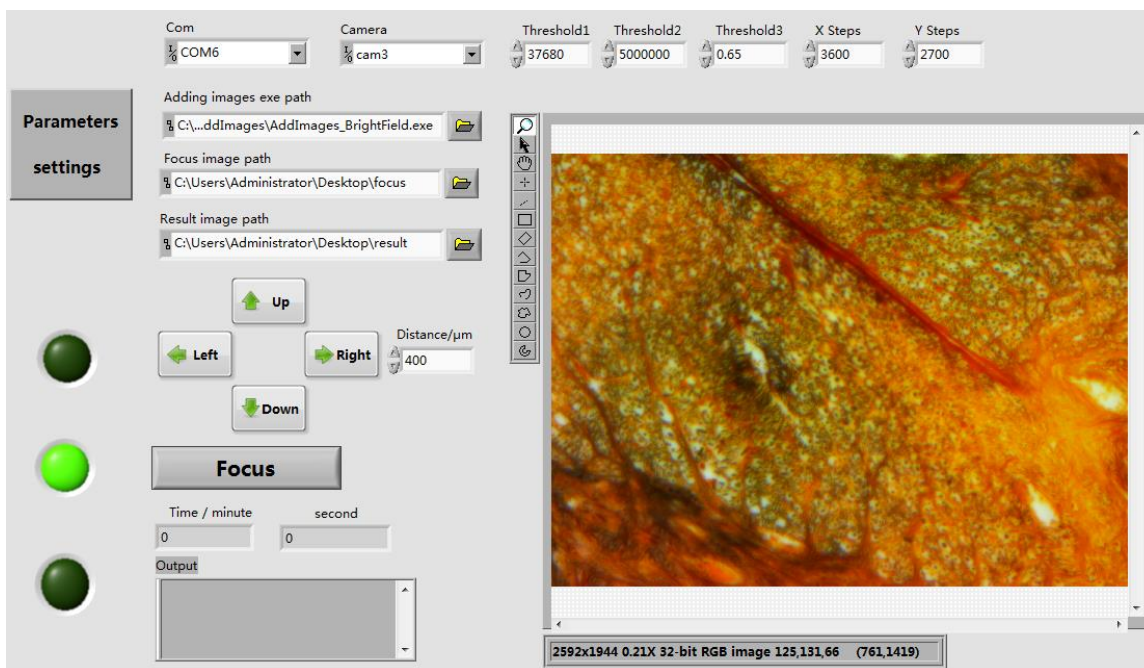 Com
Camera
Threshold1
Threshold2
Threshold3
X Steps
Y Steps
COM6
cam3
37680
5000000
0.65
3600
2700
Parameters
settings
Adding images exe path
C:\...ddImages\AddImages_BrightField.exe
Focus image path
C:\Users\Administrator\Desktop\focus
Result image path
C:\Users\Administrator\Desktop\result
Up
Left
Right
Distance/μm
400
Down
Focus
Time / minute
second
0
0
Output
2592x1944 0.21X 32-bit RGB image 125,131,66 (761,1419)